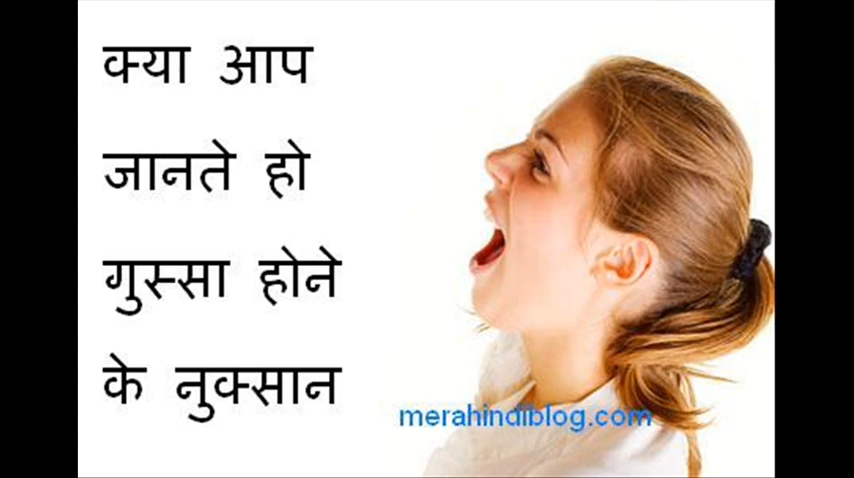 क्या आप
जानते हो
गुस्सा होने
के नुक्सान
merahindiblog.com